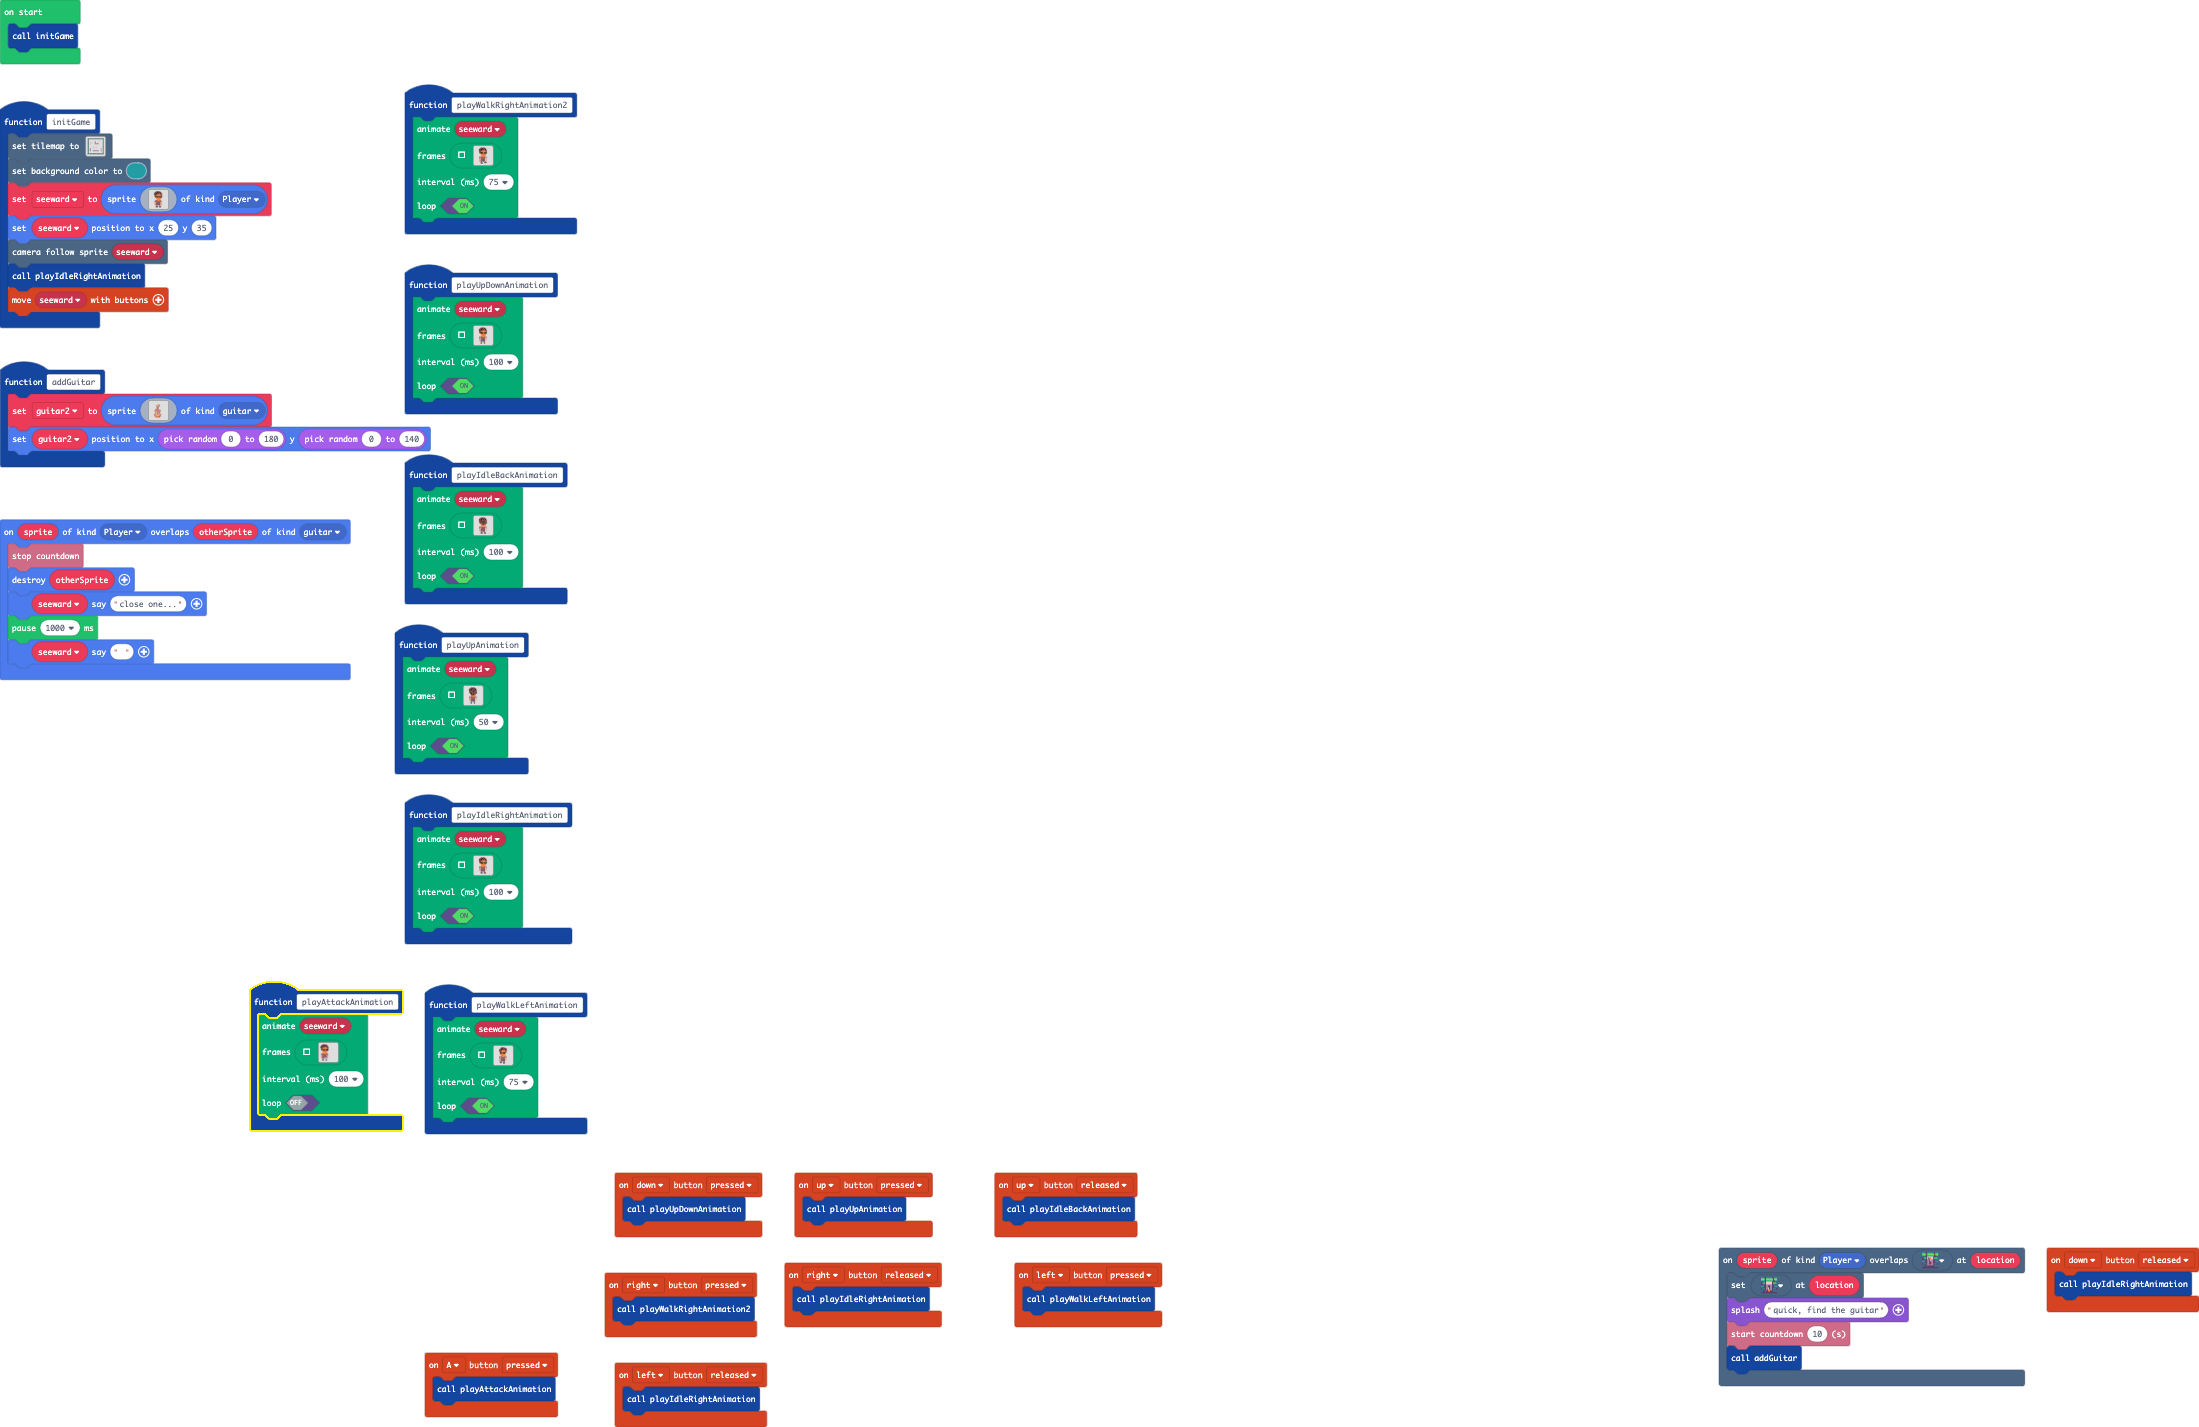 on start
call initGame
function initGame
set tilemap to
set background color to
set seeward to sprite of kind Player
set seeward position to x 25 y 35
camera follow sprite seeward
call playIdleRightAnimation
move seeward with buttons
function addGuitar
set guitar2 to sprite of kind guitar
set guitar2 position to x pick random 0 to 180 y pick random 0 to 140
on sprite of kind Player overlaps otherSprite of kind guitar
stop countdown
destroy otherSprite
seeward say "close one..."
pause 1000 ms
seeward say " "
function playWalkRightAnimation2
animate seeward
frames
interval (ms) 75
loop ON
function playUpDownAnimation
animate seeward
frames
interval (ms) 100
loop ON
function playIdleBackAnimation
animate seeward
frames
interval (ms) 100
loop ON
function playUpAnimation
animate seeward
frames
interval (ms) 50
loop ON
function playIdleRightAnimation
animate seeward
frames
interval (ms) 100
loop ON
function playAttackAnimation
animate seeward
frames
interval (ms) 100
loop OFF
function playWalkLeftAnimation
animate seeward
frames
interval (ms) 75
loop ON
on down button pressed
call playUpDownAnimation
on up button pressed
call playUpAnimation
on up button released
call playIdleBackAnimation
on right button pressed
call playWalkRightAnimation2
on right button released
call playIdleRightAnimation
on left button pressed
call playWalkLeftAnimation
on A button pressed
call playAttackAnimation
on left button released
call playIdleRightAnimation
on sprite of kind Player overlaps at location
set at location
splash "quick, find the guitar"
start countdown 10 (s)
call addGuitar
on down button released
call playIdleRightAnimation